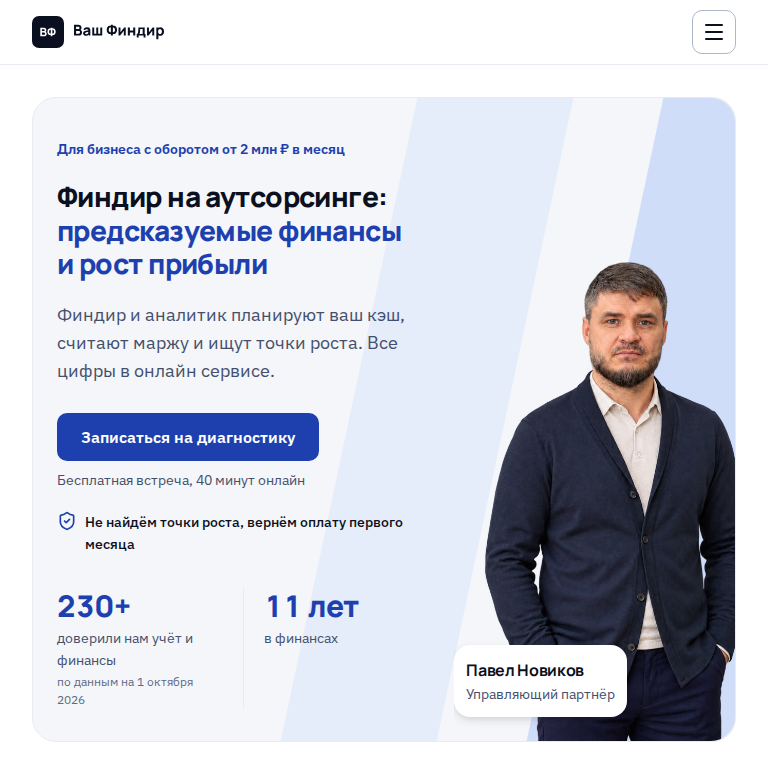 ВФ Ваш Финдир
Для бизнеса с оборотом от 2 млн ₽ в месяц
Финдир на аутсорсинге:
предсказуемые финансы
и рост прибыли
Финдир и аналитик планируют ваш кэш,
считают маржу и ищут точки роста. Все
цифры в онлайн сервисе.
Записаться на диагностику
Бесплатная встреча, 40 минут онлайн
Не найдём точки роста, вернём оплату первого
месяца
230+
доверили нам учёт и
финансы
по данным на 1 октября
2026
11 лет
в финансах
Павел Новиков
Управляющий партнёр